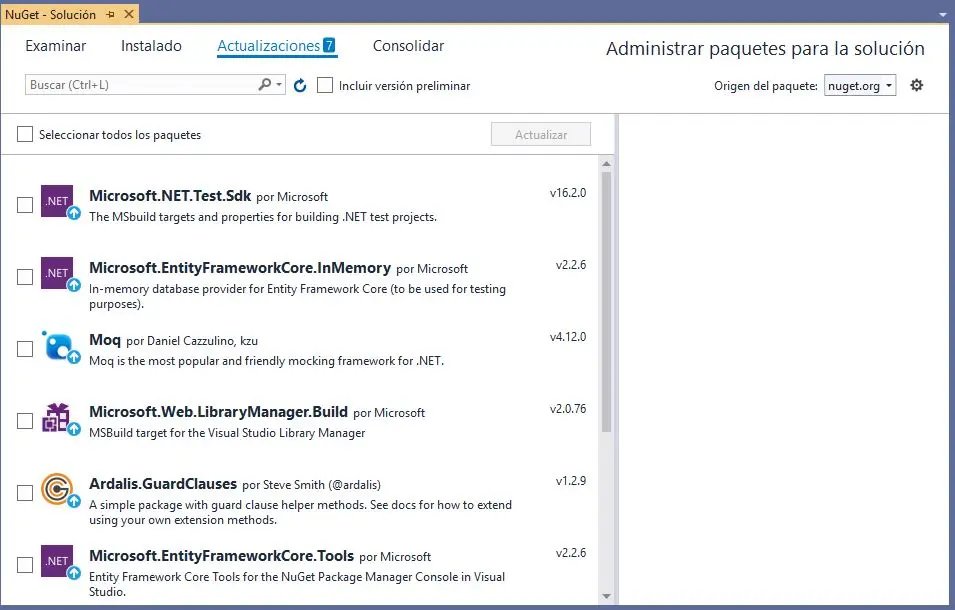 NuGet - Solución
Examinar Instalado Actualizaciones 7 Consolidar Administrar paquetes para la solución
Buscar (Ctrl+L) Incluir versión preliminar Origen del paquete: nuget.org
Seleccionar todos los paquetes Actualizar
.NET Microsoft.NET.Test.Sdk por Microsoft v16.2.0
The MSbuild targets and properties for building .NET test projects.
.NET Microsoft.EntityFrameworkCore.InMemory por Microsoft v2.2.6
In-memory database provider for Entity Framework Core (to be used for testing
purposes).
Moq por Daniel Cazzulino, kzu v4.12.0
Moq is the most popular and friendly mocking framework for .NET.
Microsoft.Web.LibraryManager.Build por Microsoft v2.0.76
MSBuild target for the Visual Studio Library Manager
Ardalis.GuardClauses por Steve Smith (@ardalis) v1.2.9
A simple package with guard clause helper methods. See docs for how to extend
using your own extension methods.
.NET Microsoft.EntityFrameworkCore.Tools por Microsoft v2.2.6
Entity Framework Core Tools for the NuGet Package Manager Console in Visual
Studio.